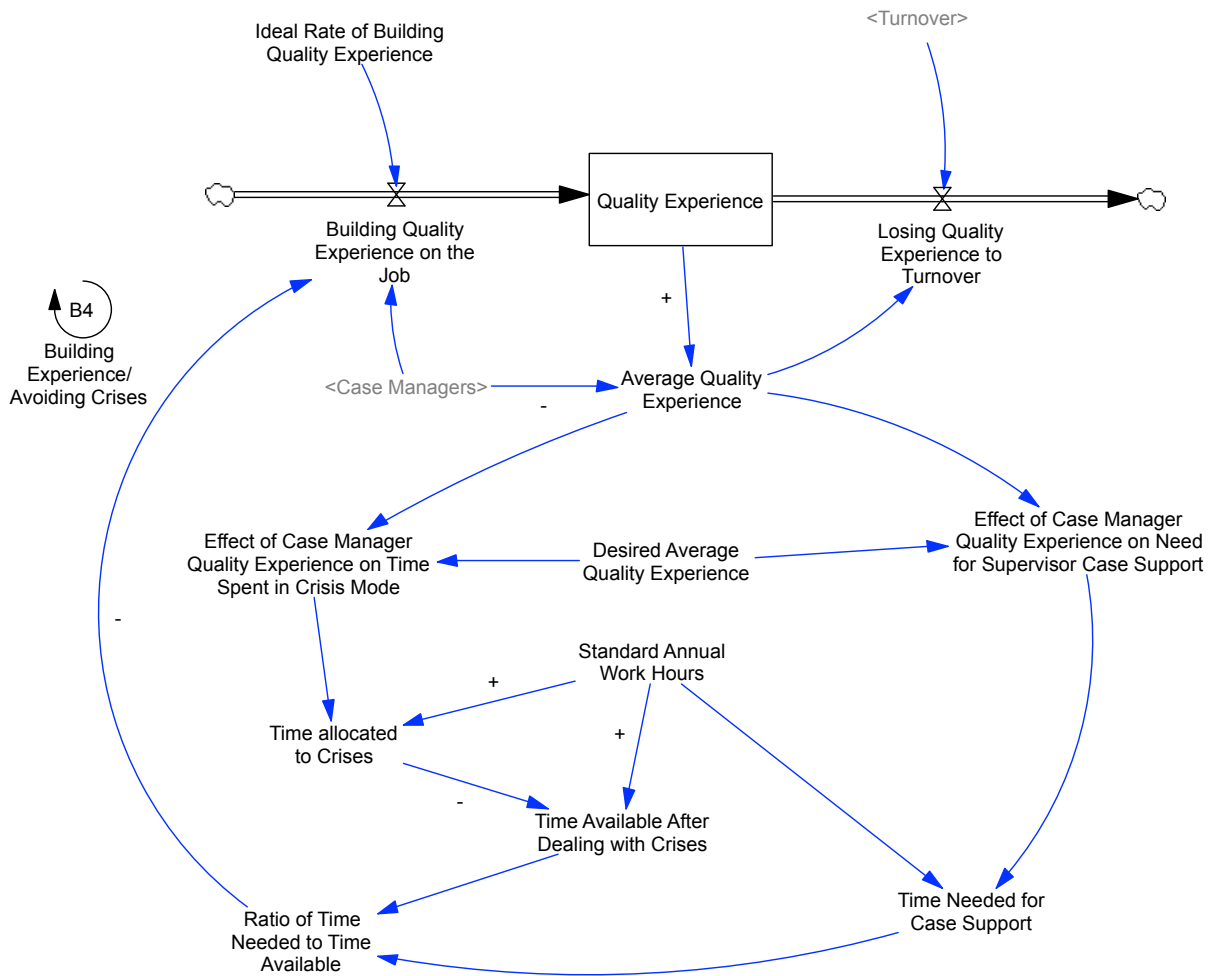 <Turnover>
Ideal Rate of Building
Quality Experience
Quality Experience
Building Quality
Experience on the
Job
Losing Quality
Experience to
Turnover
B4
Building
Experience/
Avoiding Crises
+
<Case Managers>
-
Average Quality
Experience
Effect of Case Manager
Quality Experience on Time
Spent in Crisis Mode
Desired Average
Quality Experience
Effect of Case Manager
Quality Experience on Need
for Supervisor Case Support
-
Standard Annual
Work Hours
+
+
Time allocated
to Crises
-
Time Available After
Dealing with Crises
Ratio of Time
Needed to Time
Available
Time Needed for
Case Support